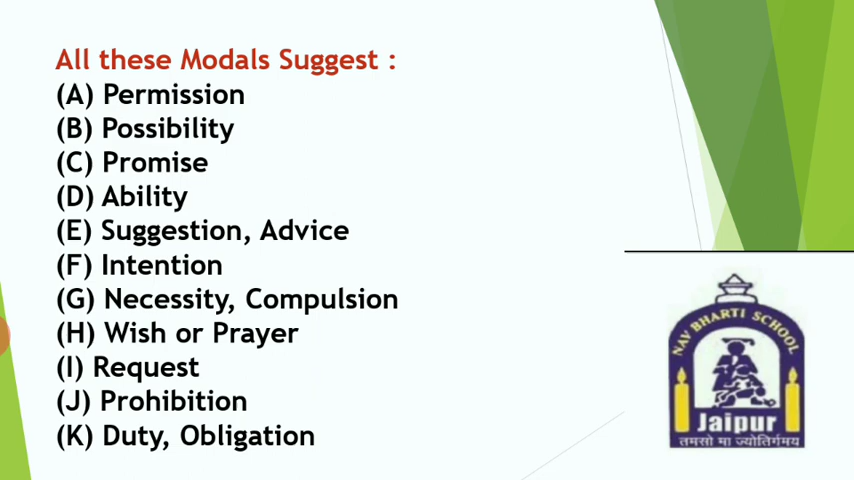 All these Modals Suggest :
(A) Permission
(B) Possibility
(C) Promise
(D) Ability
(E) Suggestion, Advice
(F) Intention
(G) Necessity, Compulsion
(H) Wish or Prayer
(I) Request
(J) Prohibition
(K) Duty, Obligation
NAV BHARTI SCHOOL
Jaipur
तमसो मा ज्योतिर्गमय